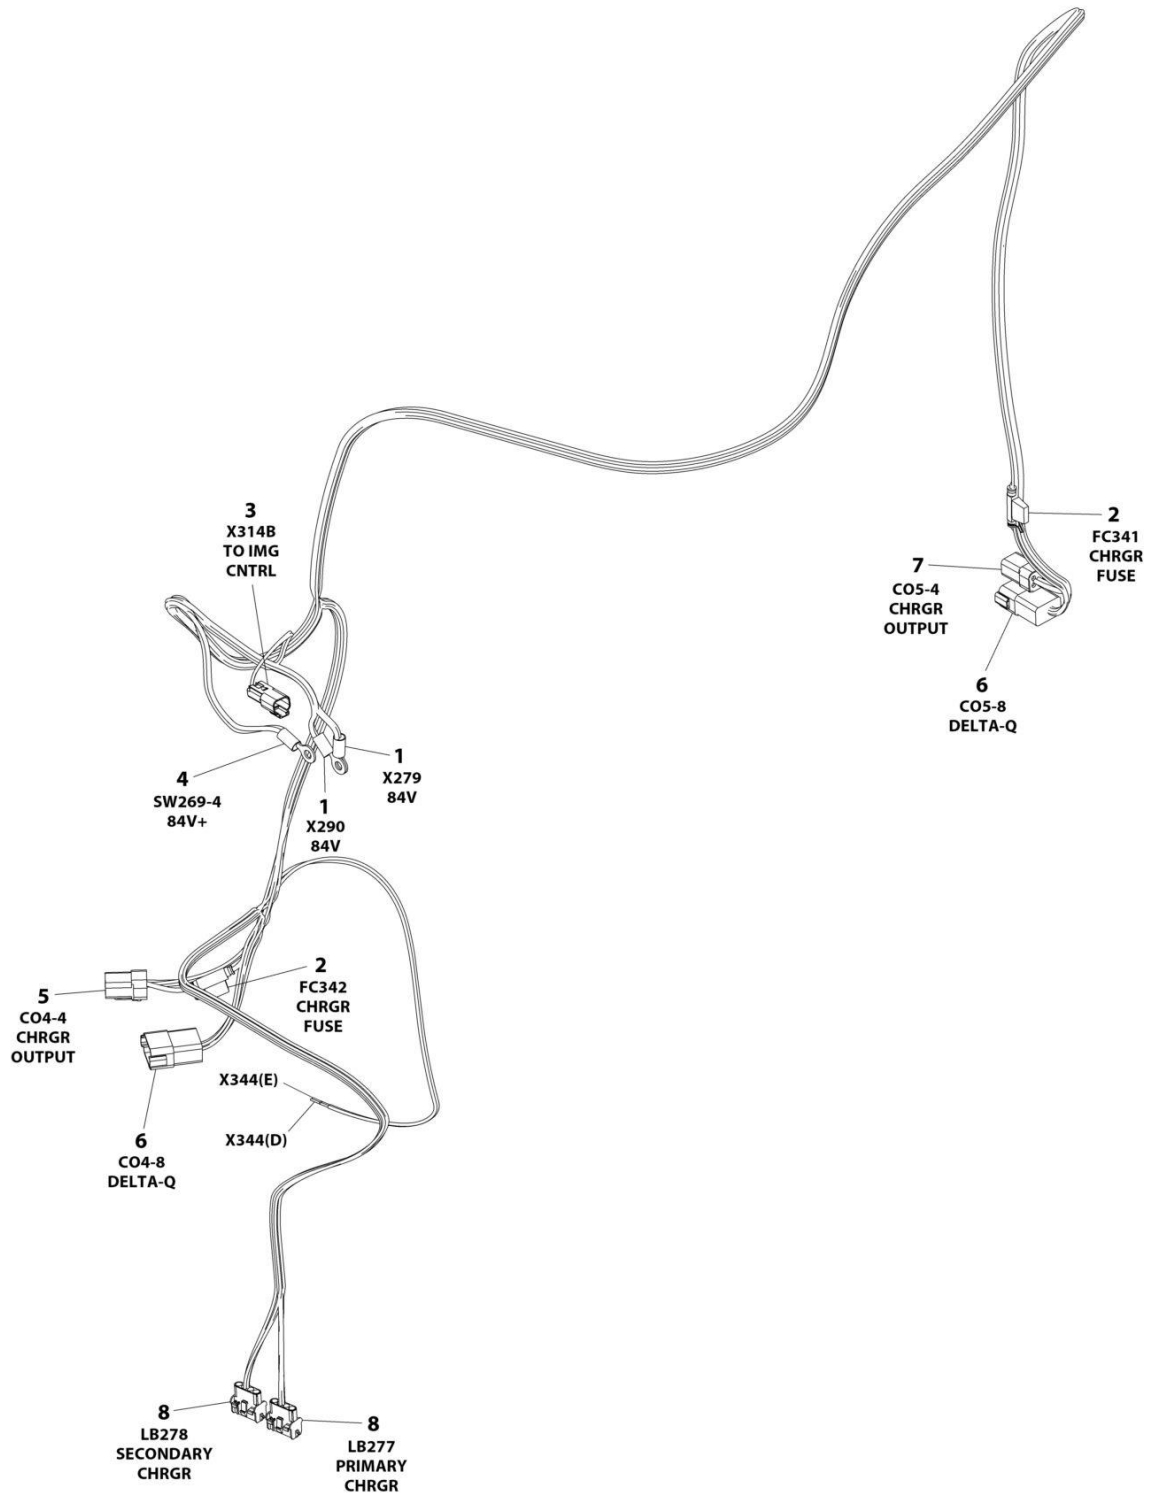 3
X314B
TO IMG
CNTRL
2
FC341
CHRGR
FUSE
7
CO5-4
CHRGR
OUTPUT
6
CO5-8
DELTA-Q
1
X279
84V
4
SW269-4
84V+
1
X290
84V
2
FC342
CHRGR
FUSE
5
CO4-4
CHRGR
OUTPUT
X344(E)
X344(D)
6
CO4-8
DELTA-Q
8
LB278
SECONDARY
CHRGR
8
LB277
PRIMARY
CHRGR